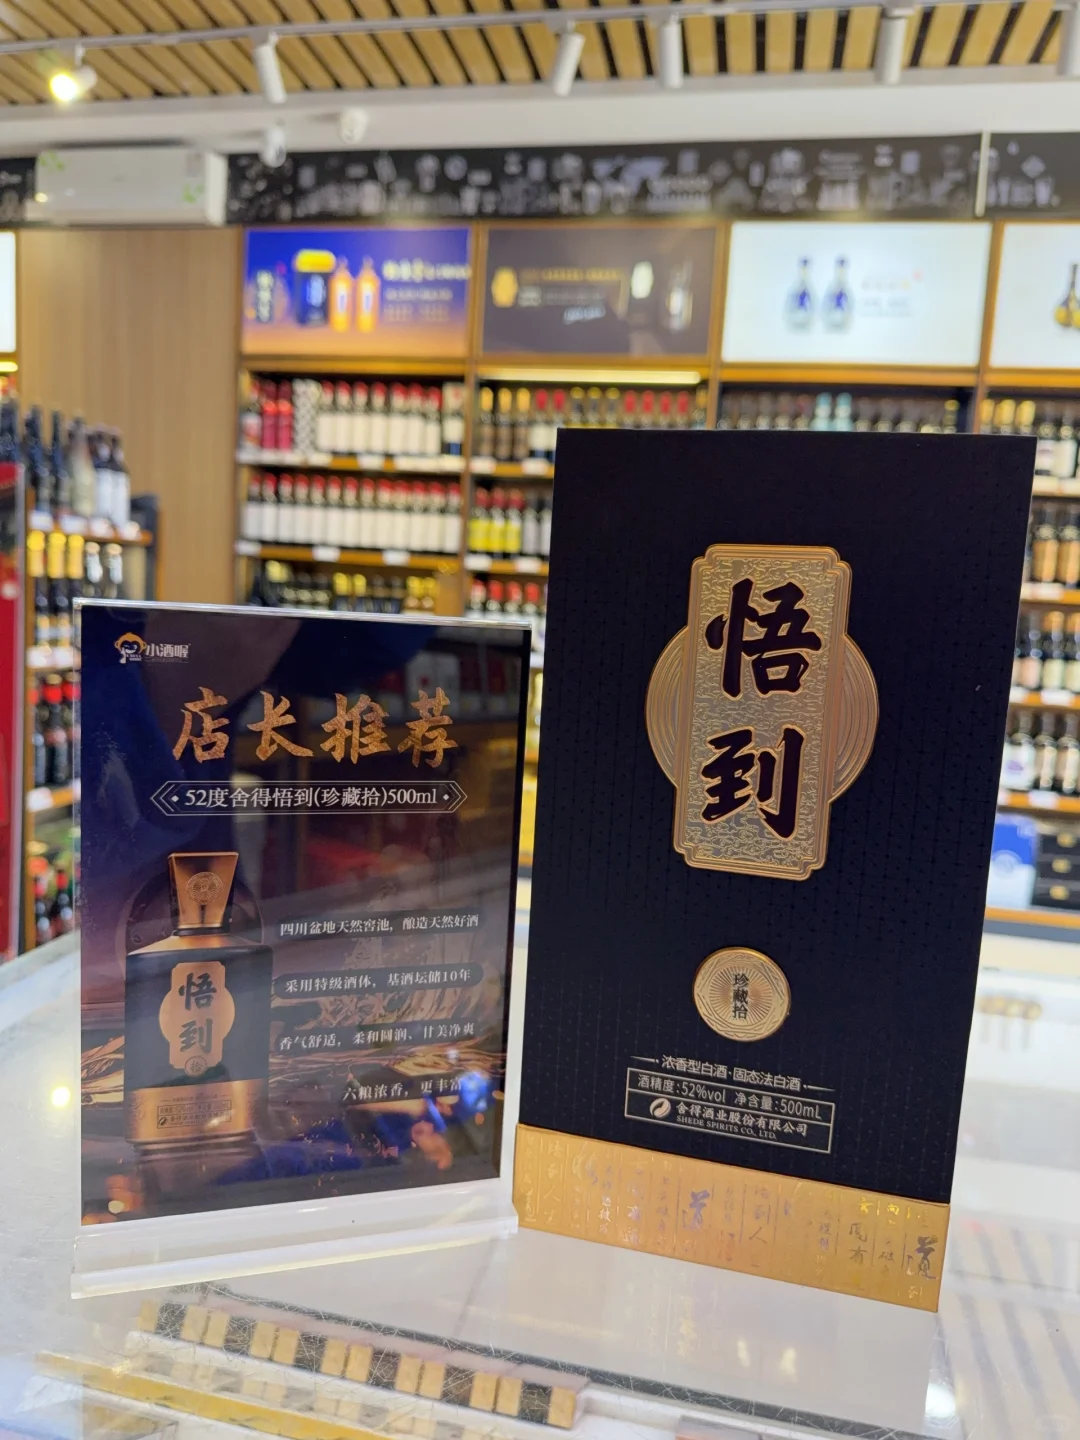 小酒喔
店长推荐
52度舍得悟到(珍藏拾)500ml
四川盆地天然窖池，酿造天然好酒
采用特级酒体，基酒坛储10年
香气舒适，柔和圆润、甘美净爽
六粮浓香，更丰富
悟到
悟
到
珍藏拾
浓香型白酒·固态法白酒
酒精度:52%vol 净含量:500mL
舍得酒业股份有限公司
SHEDE SPIRITS CO., LTD.
道